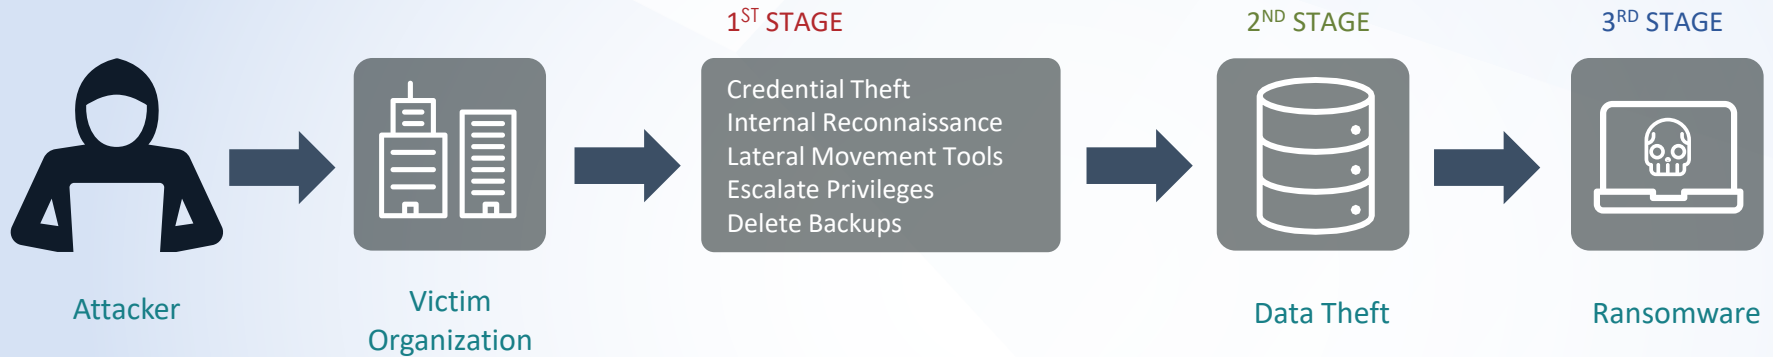 1ST STAGE
2ND STAGE
3RD STAGE
Credential Theft
Internal Reconnaissance
Lateral Movement Tools
Escalate Privileges
Delete Backups
Attacker
Victim
Organization
Data Theft
Ransomware